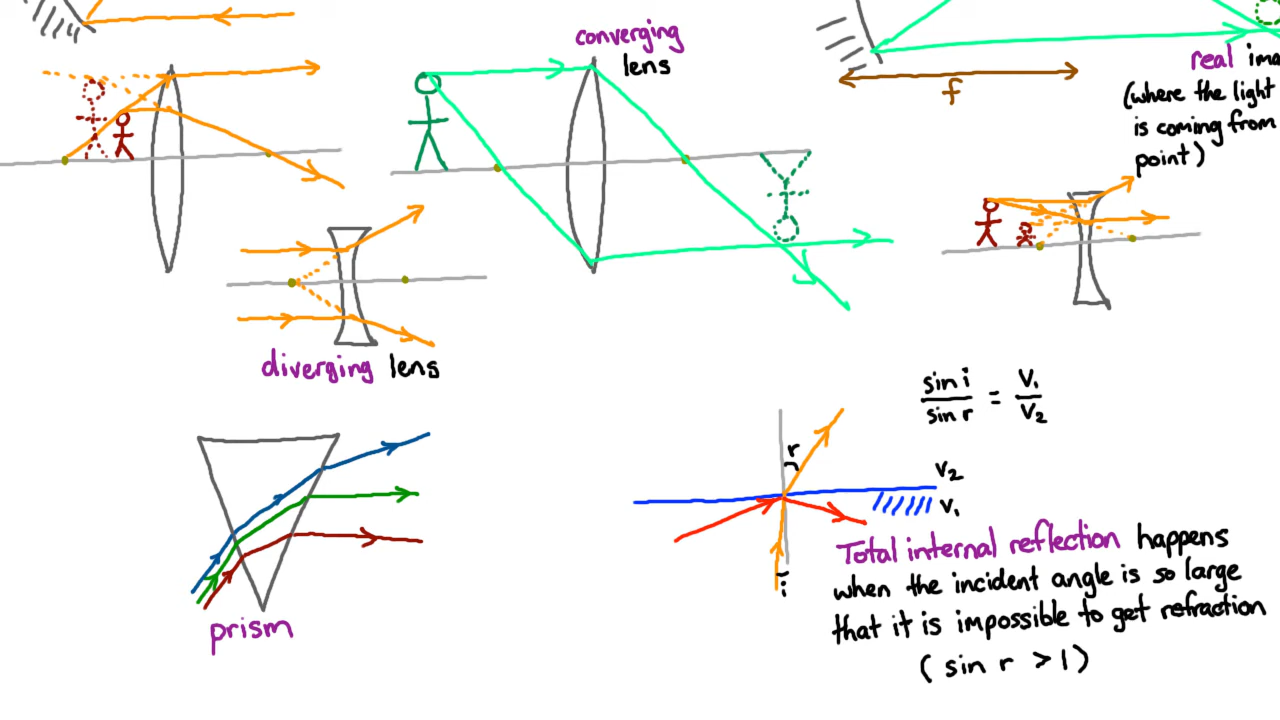 converging
lens
f
real
(where the light
is coming from
point)
diverging lens
sin i / sin r = v₁ / v₂
r
v₂
v₁
i
Total internal reflection happens
when the incident angle is so large
that it is impossible to get refraction
( sin r > 1 )
prism